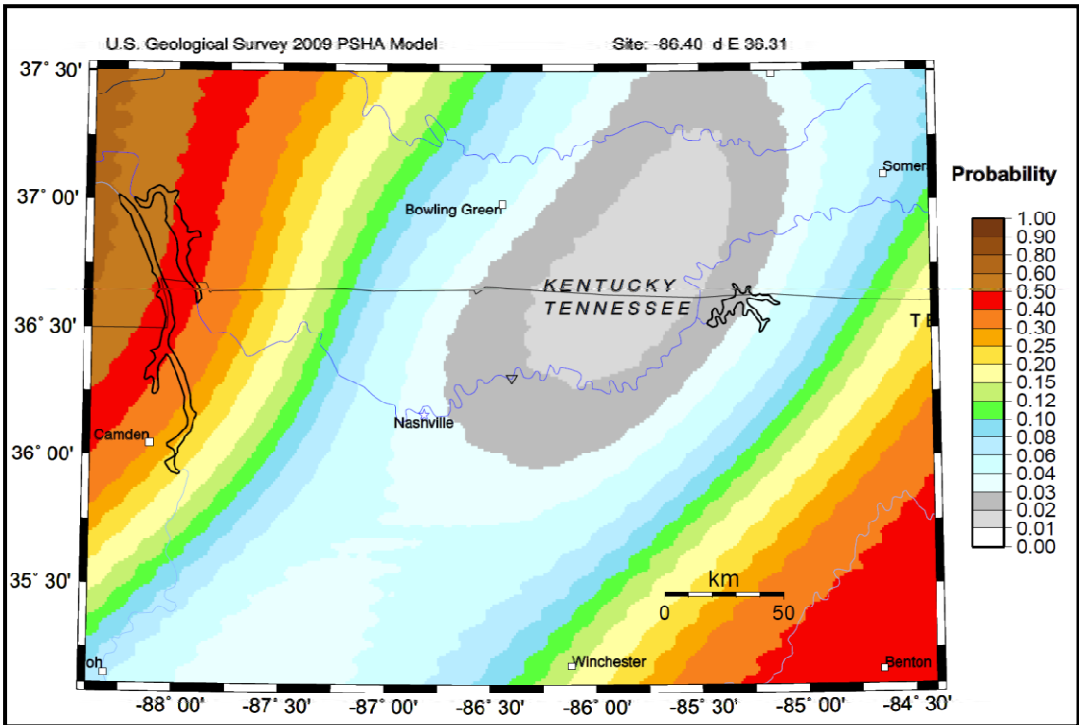 U.S. Geological Survey 2009 PSHA Model
Site: -86.40 d E 36.31
37° 30'
37° 00'
36° 30'
36° 00'
35° 30'
Somer
Bowling Green
KENTUCKY
TENNESSEE
T E
Nashville
Camden
km
0 50
oh
Winchester
Benton
-88° 00' -87° 30' -87° 00' -86° 30' -86° 00' -85° 30' -85° 00' -84° 30'
Probability
1.00
0.90
0.80
0.60
0.50
0.40
0.30
0.25
0.20
0.15
0.12
0.10
0.08
0.06
0.04
0.03
0.02
0.01
0.00